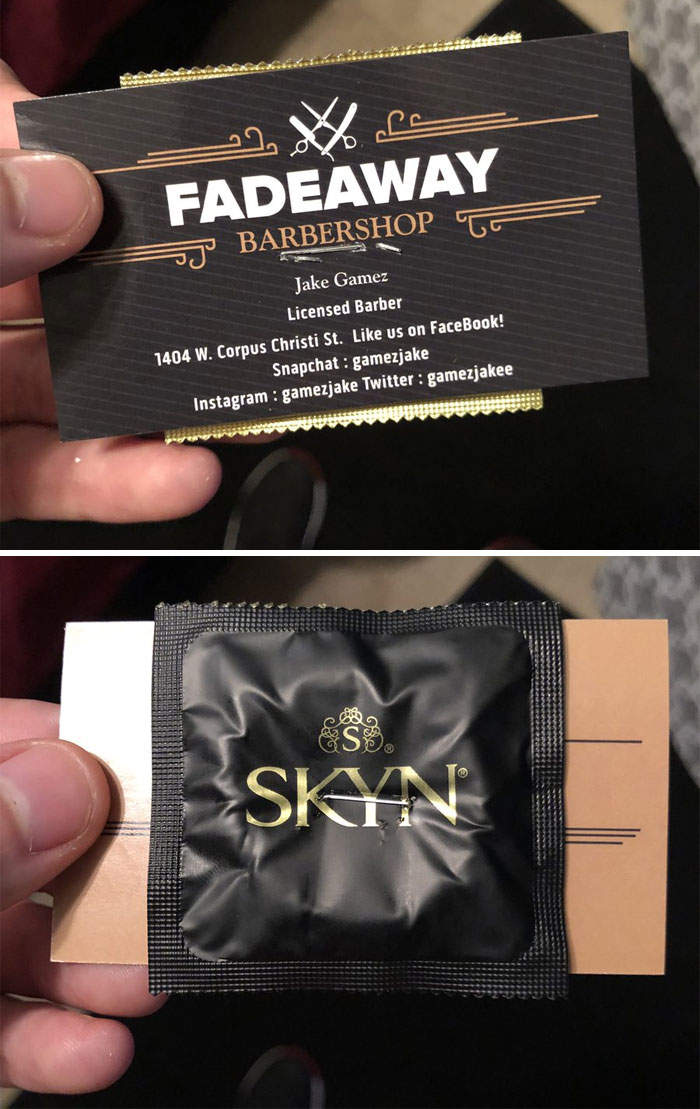 FADEAWAY
BARBERSHOP
Jake Gamez
Licensed Barber
1404 W. Corpus Christi St. Like us on FaceBook!
Snapchat : gamezjake
Instagram : gamezjake Twitter : gamezjakee
S®
SKYN®